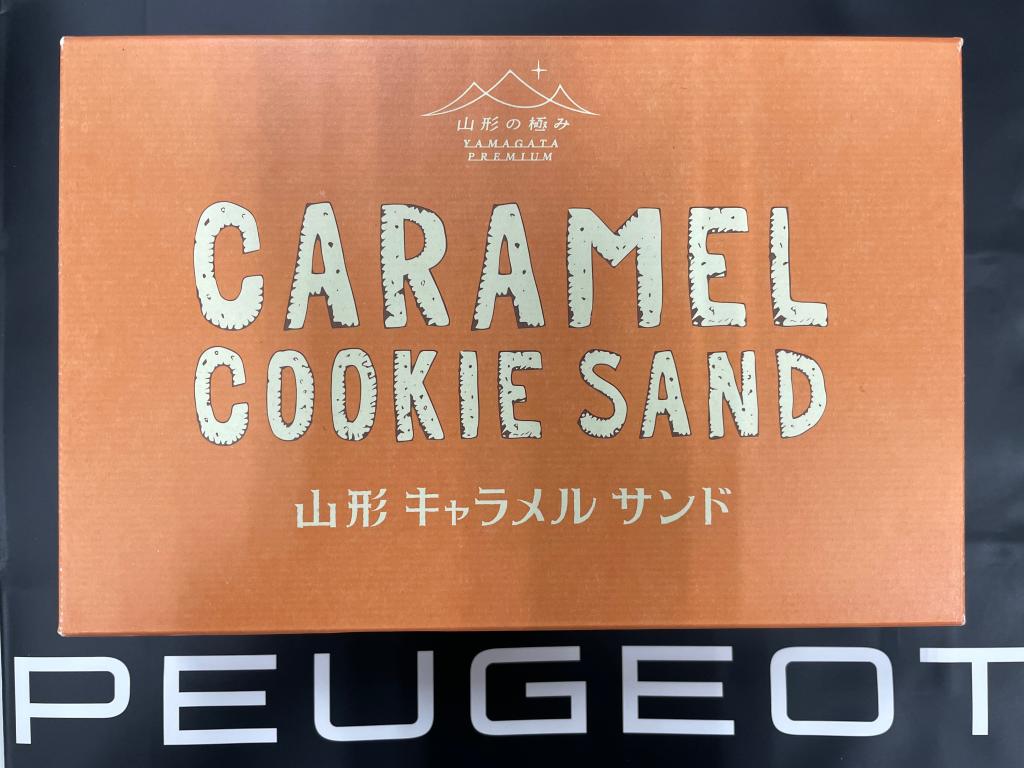 山形の極み
YAMAGATA
PREMIUM
CARAMEL
COOKIE SAND
山形 キャラメル サンド
PEUGEOT